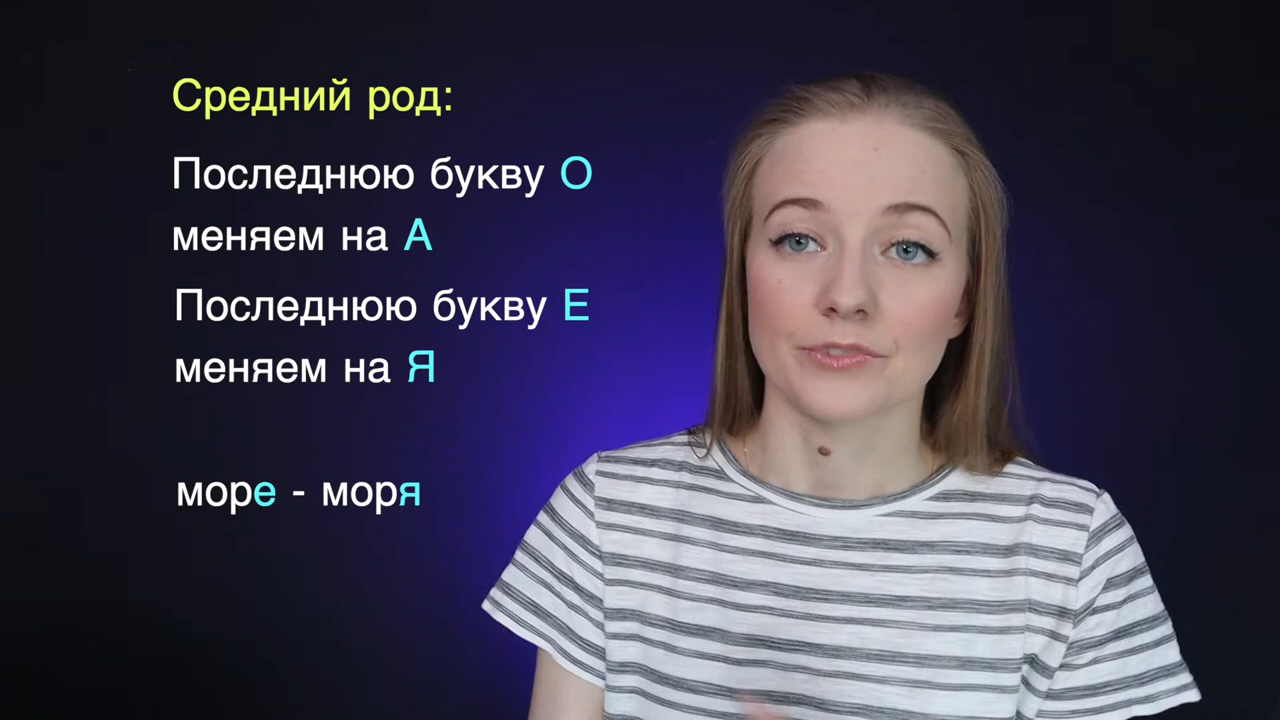 Средний род:
Последнюю букву О
меняем на А
Последнюю букву Е
меняем на Я
море - моря